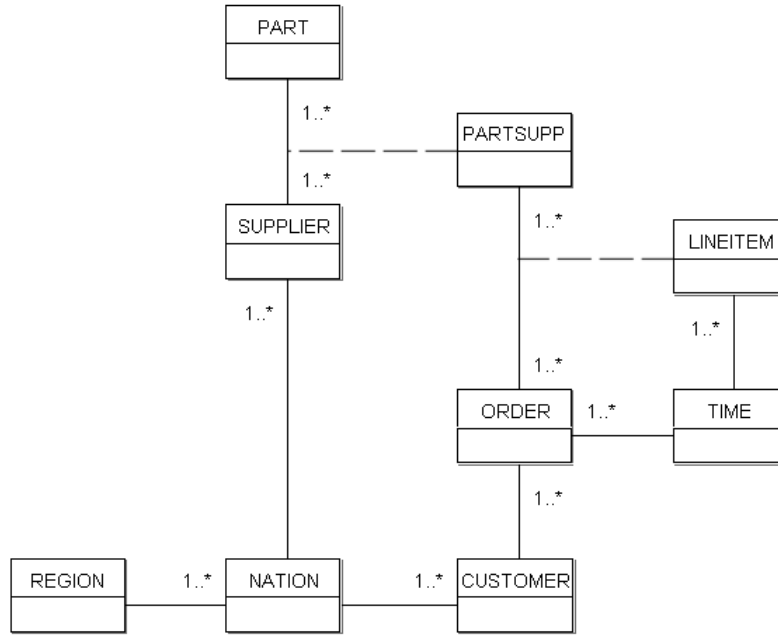 PART
1..*
PARTSUPP
1..*
SUPPLIER
1..*
LINEITEM
1..*
1..*
1..*
ORDER
1..*
TIME
1..*
REGION
1..*
NATION
1..*
CUSTOMER